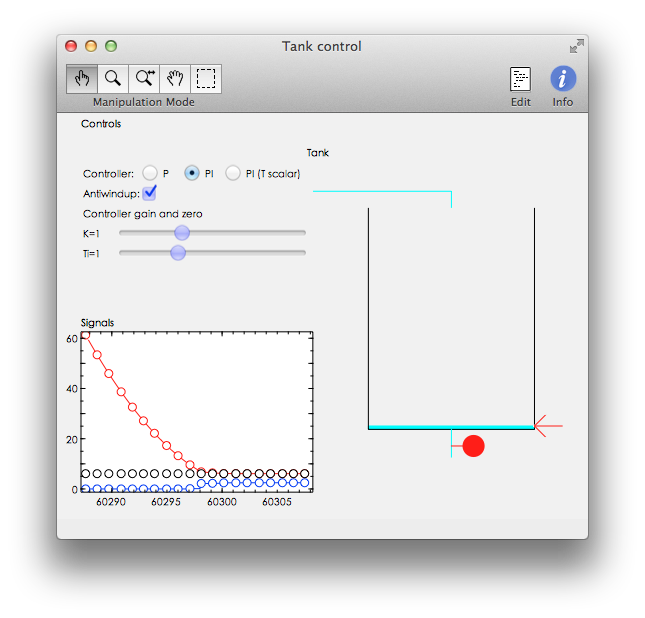 Tank control
Manipulation Mode
Edit
Info
Controls
Tank
Controller: P PI PI (T scalar)
Antiwindup:
Controller gain and zero
K=1
Ti=1
Signals
60
40
20
0
60290 60295 60300 60305